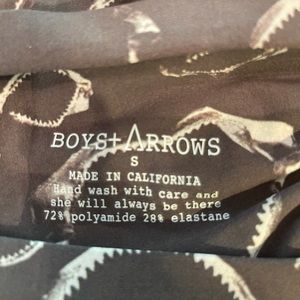 BOYS+ARROWS
S
MADE IN CALIFORNIA
Hand wash with care and
she will always be there
72% polyamide 28% elastane